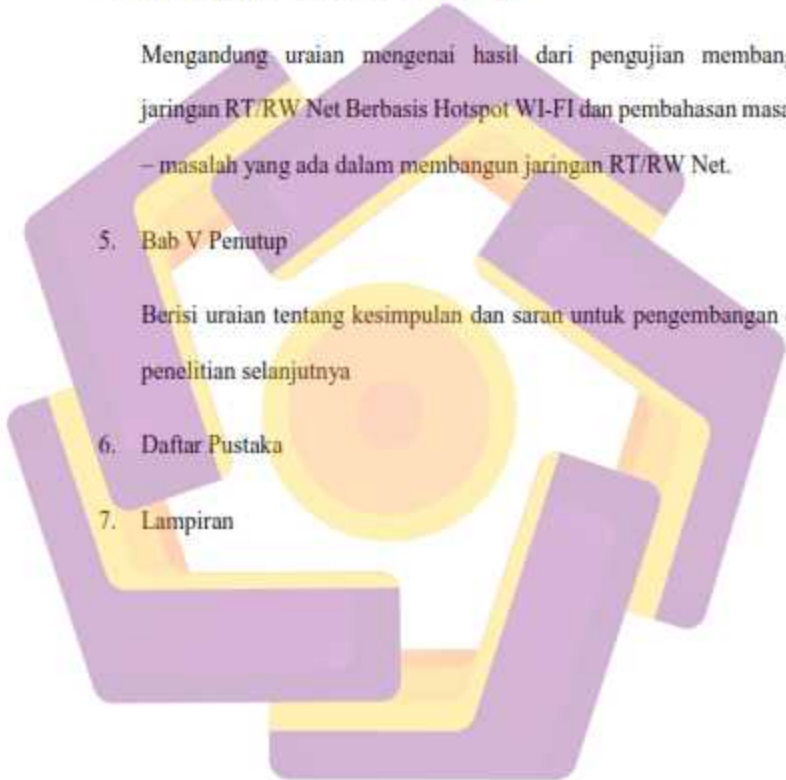 Mengandung uraian mengenai hasil dari pengujian memban
jaringan RT/RW Net Berbasis Hotspot WI-FI dan pembahasan masa
– masalah yang ada dalam membangun jaringan RT/RW Net.
5. Bab V Penutup
Berisi uraian tentang kesimpulan dan saran untuk pengembangan
penelitian selanjutnya
6. Daftar Pustaka
7. Lampiran